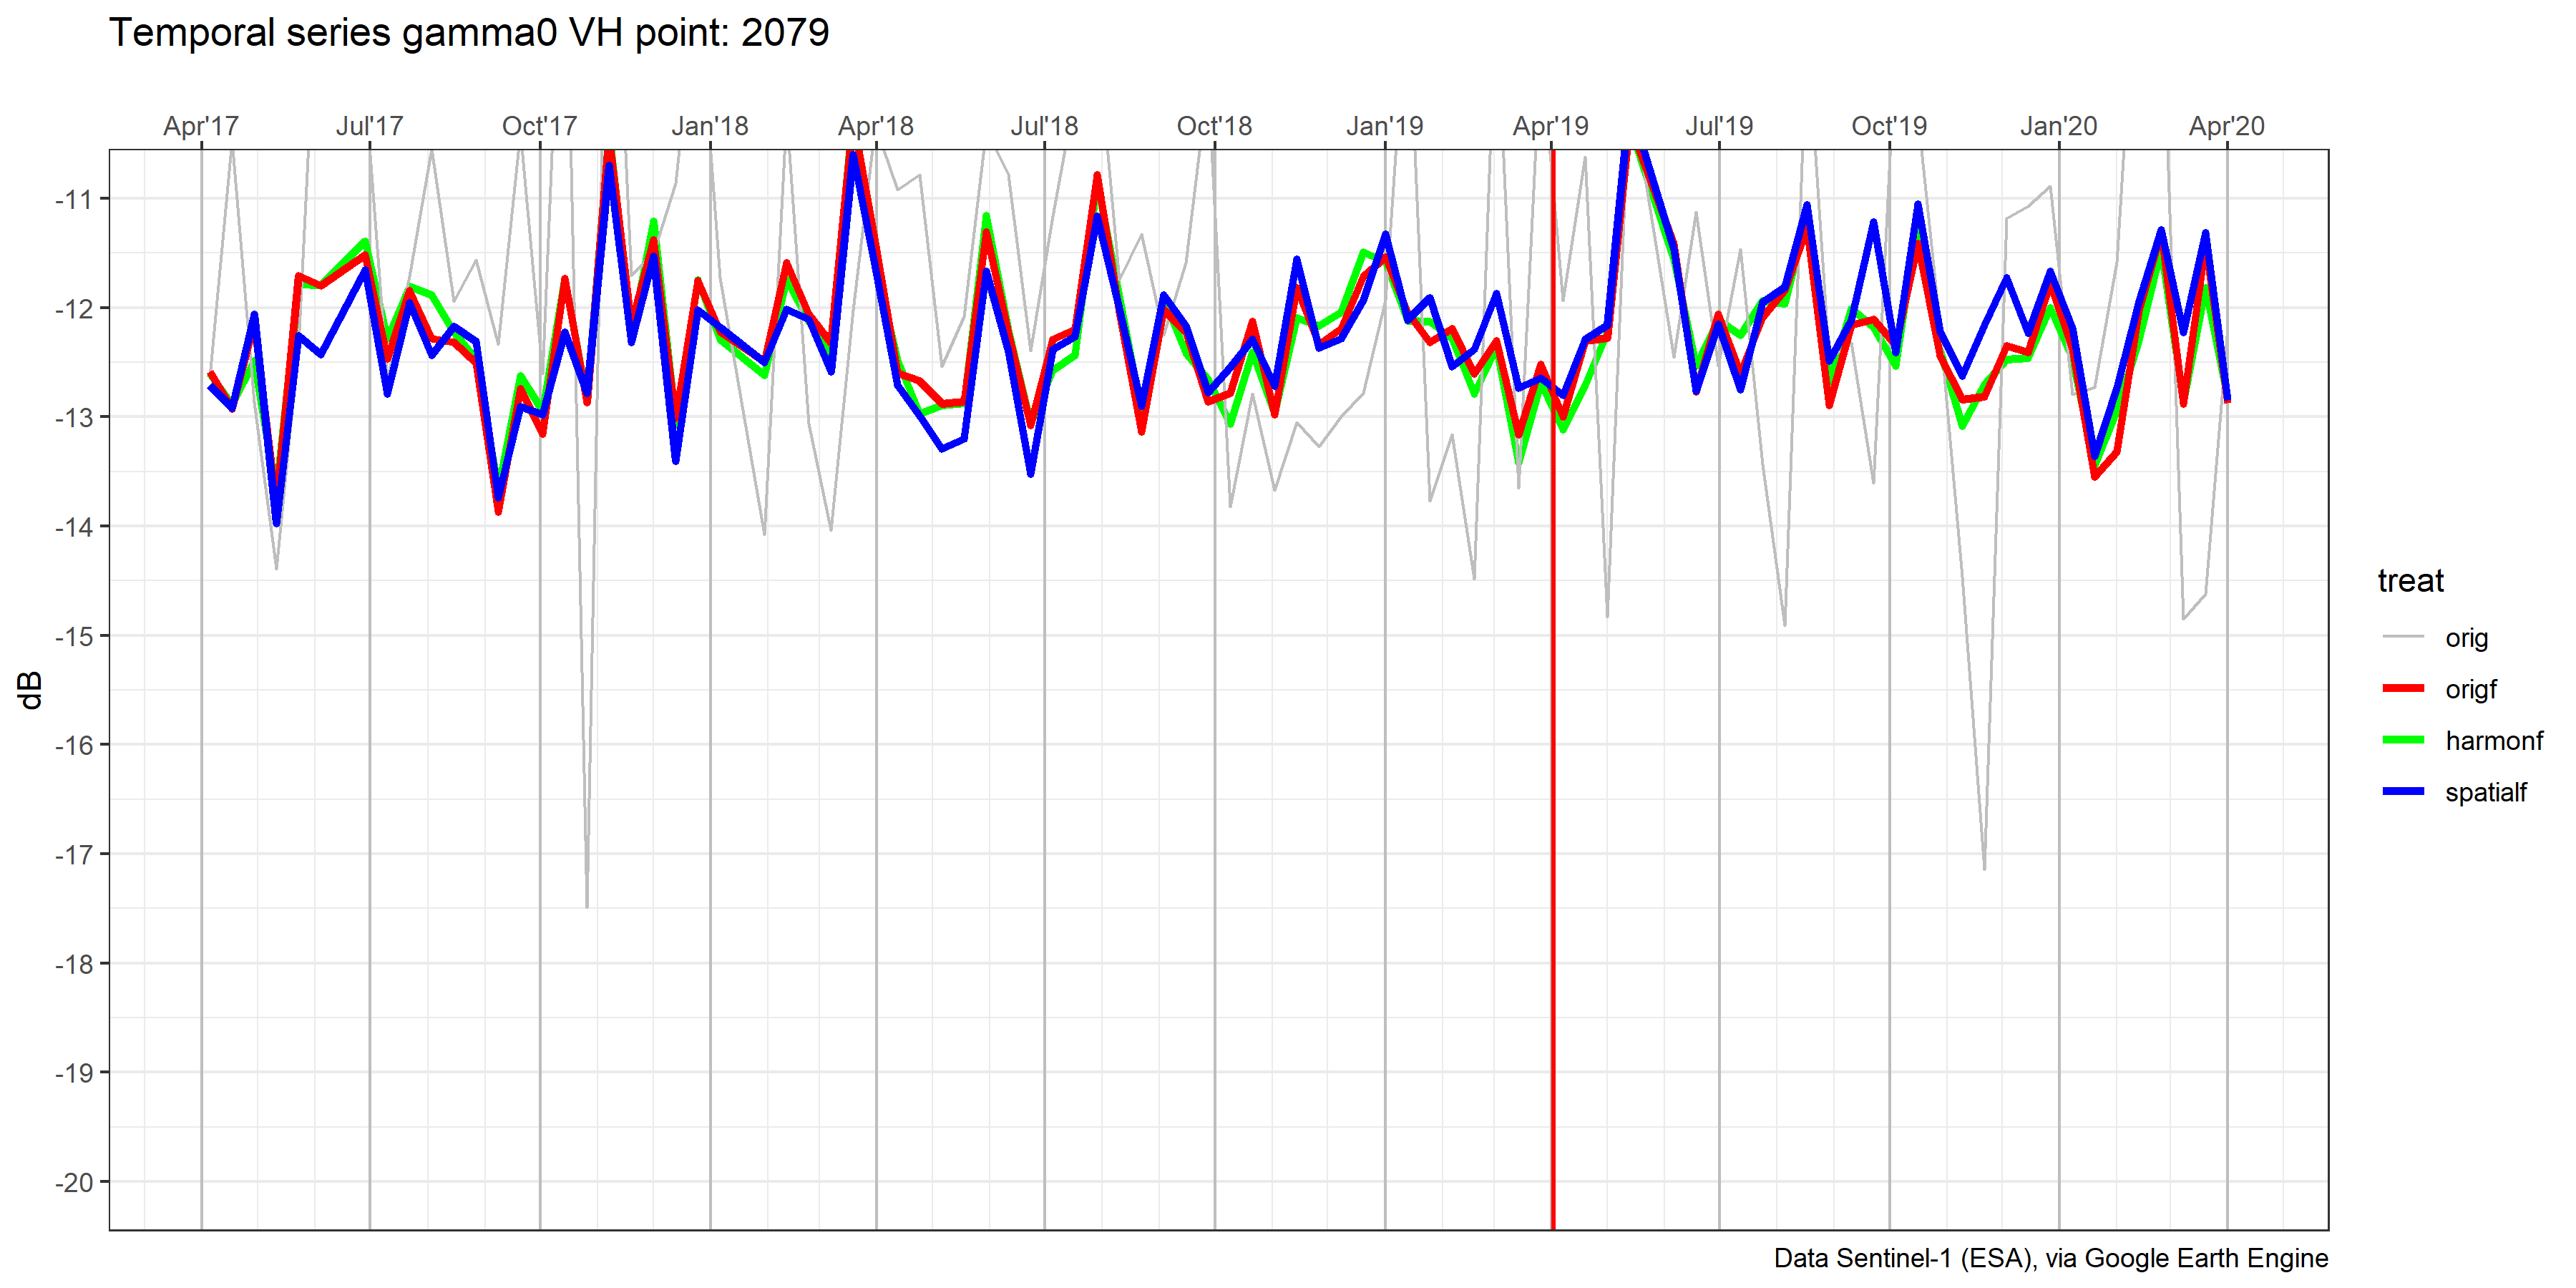 Temporal series gamma0 VH point: 2079
Apr'17 Jul'17 Oct'17 Jan'18 Apr'18 Jul'18 Oct'18 Jan'19 Apr'19 Jul'19 Oct'19 Jan'20 Apr'20
-11
-12
-13
-14
-15
-16
-17
-18
-19
-20
dB
treat
orig
origf
harmonf
spatialf
Data Sentinel-1 (ESA), via Google Earth Engine